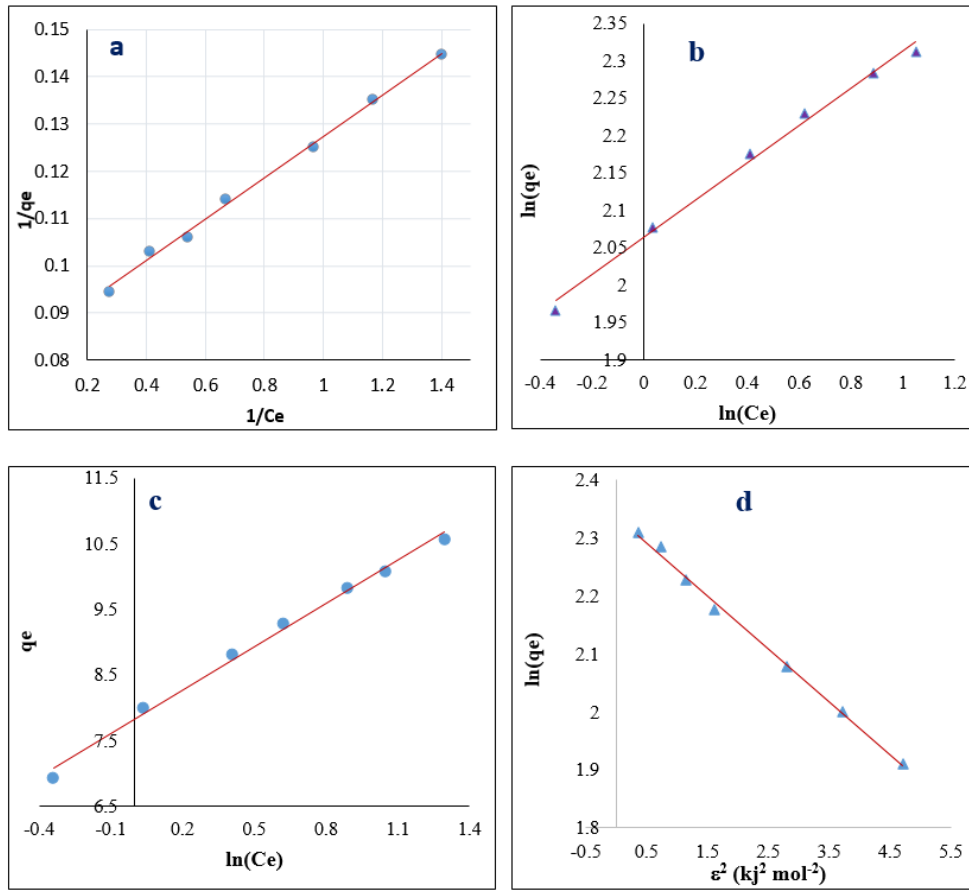 a
0.15
0.14
0.13
0.12
0.11
0.1
0.09
0.08
1/qe
0.2 0.4 0.6 0.8 1 1.2 1.4
1/Ce
b
2.35
2.3
2.25
2.2
2.15
2.1
2.05
2
1.95
1.9
ln(qe)
-0.4 -0.2 0 0.2 0.4 0.6 0.8 1 1.2
ln(Ce)
c
11.5
10.5
9.5
8.5
7.5
6.5
qe
-0.4 -0.1 0.2 0.5 0.8 1.1 1.4
ln(Ce)
d
2.4
2.3
2.2
2.1
2
1.9
1.8
ln(qe)
-0.5 0.5 1.5 2.5 3.5 4.5 5.5
ε² (kj² mol⁻²)